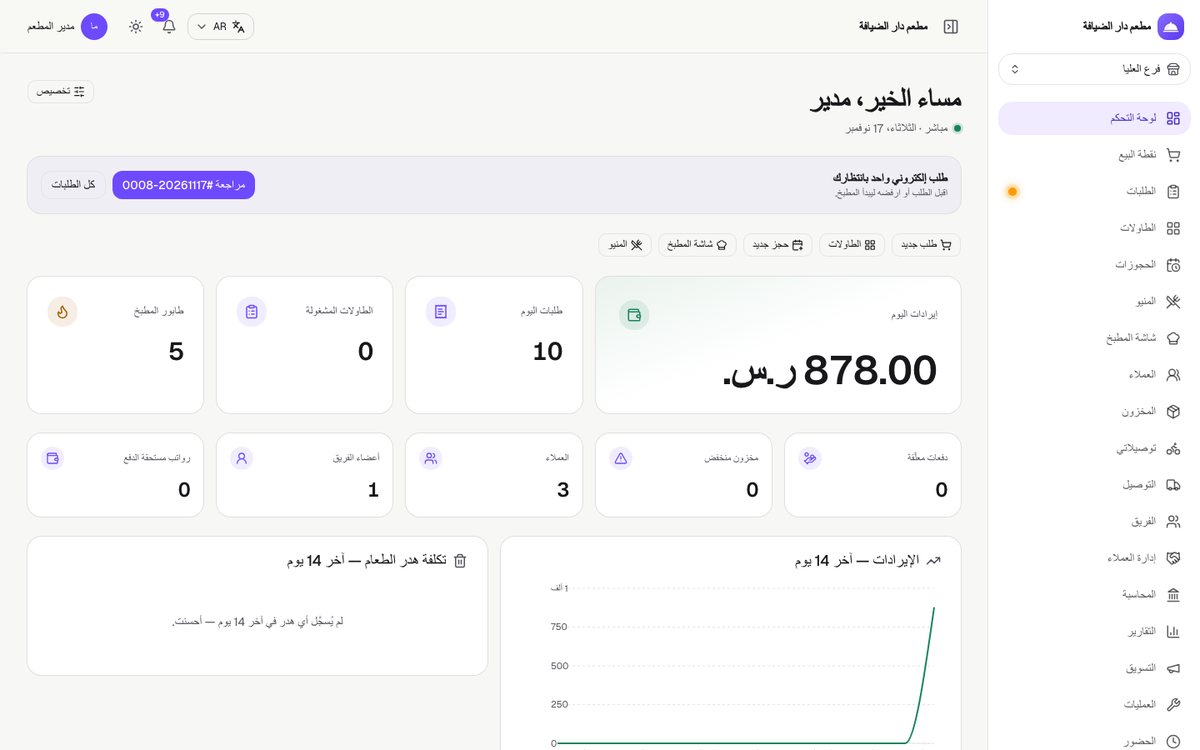 مطعم دار الضيافة
فرع العليا
لوحة التحكم
نقطة البيع
الطلبات
الطاولات
الحجوزات
المنيو
شاشة المطبخ
العملاء
المخزون
توصيلاتي
التوصيل
الفريق
إدارة العملاء
المحاسبة
التقارير
التسويق
العمليات
الحضور
مطعم دار الضيافة
AR
9+
ما
مدير المطعم
مساء الخير، مدير
مباشر · الثلاثاء، 17 نوفمبر
تخصيص
طلب إلكتروني واحد بانتظارك
اقبل الطلب أو ارفضه ليبدأ المطبخ.
مراجعة #20261117-0008
كل الطلبات
طلب جديد
الطاولات
حجز جديد
شاشة المطبخ
المنيو
إيرادات اليوم
878.00 ر.س.
طلبات اليوم
10
الطاولات المشغولة
0
طابور المطبخ
5
دفعات معلّقة
0
مخزون منخفض
0
العملاء
3
أعضاء الفريق
1
رواتب مستحقة الدفع
0
الإيرادات — آخر 14 يوم
1 ألف
750
500
250
0
تكلفة هدر الطعام — آخر 14 يوم
لم يُسجَّل أي هدر في آخر 14 يوم — أحسنت.